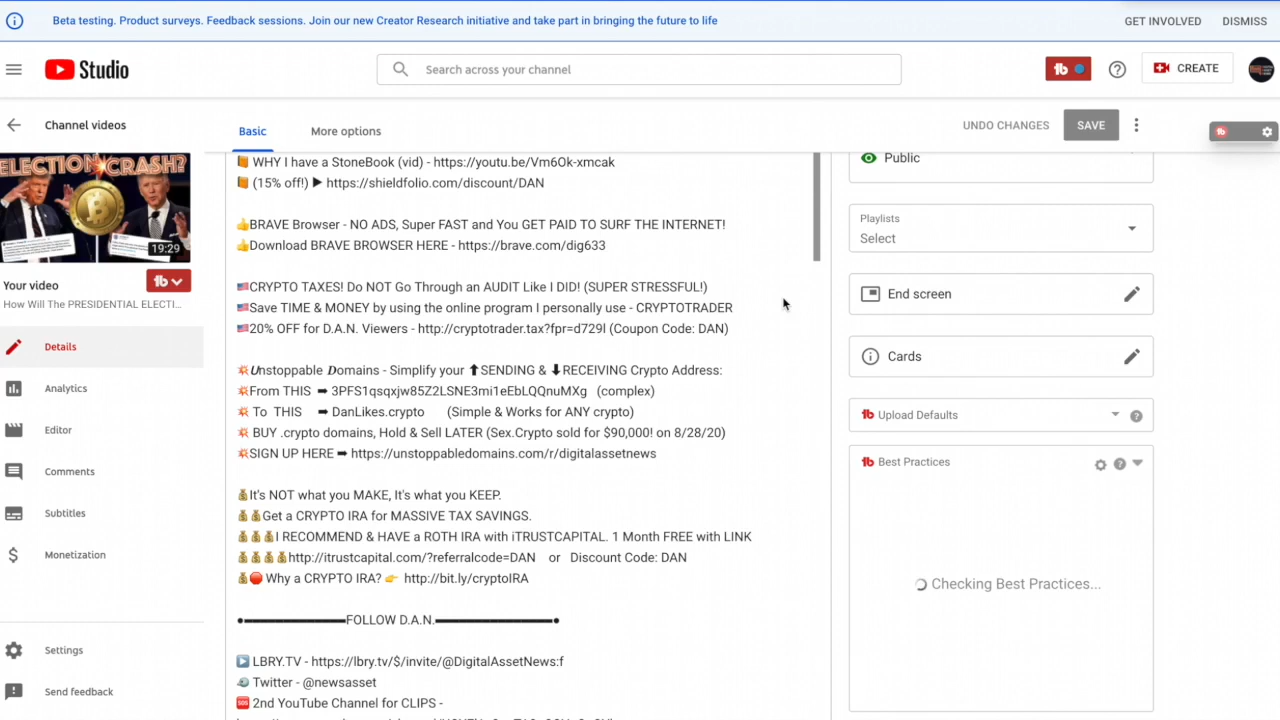 Beta testing. Product surveys. Feedback sessions. Join our new Creator Research initiative and take part in bringing the future to life
GET INVOLVED
DISMISS
Studio
Search across your channel
CREATE
Channel videos
Basic
More options
UNDO CHANGES
SAVE
ELECTION CRASH?
19:29
Your video
How Will The PRESIDENTIAL ELECTI...
Details
Analytics
Editor
Comments
Subtitles
Monetization
Settings
Send feedback
📙 WHY I have a StoneBook (vid) - https://youtu.be/Vm6Ok-xmcak
📙 (15% off!) ▶ https://shieldfolio.com/discount/DAN
👍BRAVE Browser - NO ADS, Super FAST and You GET PAID TO SURF THE INTERNET!
👍Download BRAVE BROWSER HERE - https://brave.com/dig633
🇺🇸CRYPTO TAXES! Do NOT Go Through an AUDIT Like I DID! (SUPER STRESSFUL!)
🇺🇸Save TIME & MONEY by using the online program I personally use - CRYPTOTRADER
🇺🇸20% OFF for D.A.N. Viewers - http://cryptotrader.tax?fpr=d729l (Coupon Code: DAN)
💥𝑼nstoppable 𝑫omains - Simplify your ⬆SENDING & ⬇RECEIVING Crypto Address:
💥From THIS ➡ 3PFS1qsqxjw85Z2LSNE3mi1eEbLQQnuMXg (complex)
💥 To THIS ➡ DanLikes.crypto (Simple & Works for ANY crypto)
💥 BUY .crypto domains, Hold & Sell LATER (Sex.Crypto sold for $90,000! on 8/28/20)
💥SIGN UP HERE ➡ https://unstoppabledomains.com/r/digitalassetnews
💰It's NOT what you MAKE, It's what you KEEP.
💰💰Get a CRYPTO IRA for MASSIVE TAX SAVINGS.
💰💰💰I RECOMMEND & HAVE a ROTH IRA with iTRUSTCAPITAL. 1 Month FREE with LINK
💰💰💰💰http://itrustcapital.com/?referralcode=DAN or Discount Code: DAN
💰🛑 Why a CRYPTO IRA? 👉 http://bit.ly/cryptoIRA
●▬▬▬▬▬▬▬▬FOLLOW D.A.N.▬▬▬▬▬▬▬▬●
▶️ LBRY.TV - https://lbry.tv/$/invite/@DigitalAssetNews:f
Twitter - @newsasset
🆘 2nd YouTube Channel for CLIPS -
Public
Playlists
Select
End screen
Cards
Upload Defaults
Best Practices
Checking Best Practices...